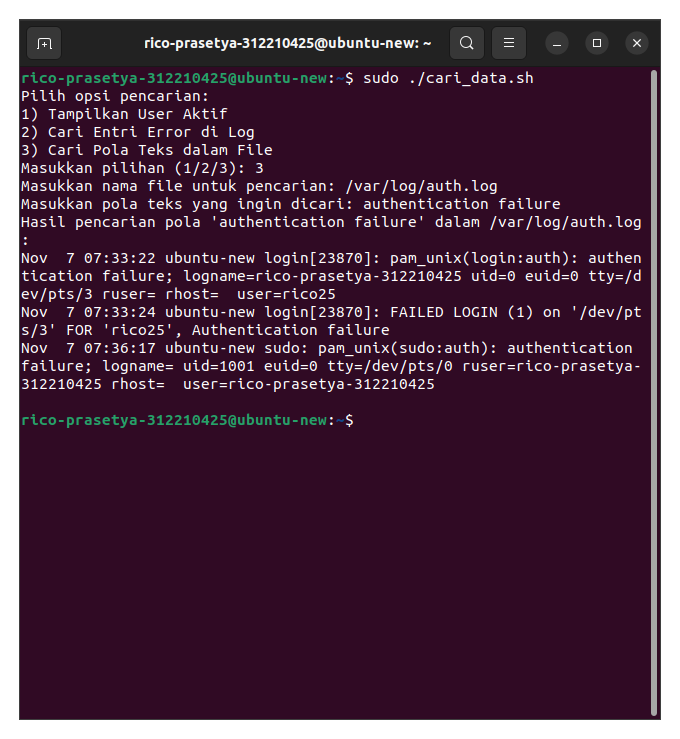 rico-prasetya-312210425@ubuntu-new: ~
rico-prasetya-312210425@ubuntu-new:~$ sudo ./cari_data.sh
Pilih opsi pencarian:
1) Tampilkan User Aktif
2) Cari Entri Error di Log
3) Cari Pola Teks dalam File
Masukkan pilihan (1/2/3): 3
Masukkan nama file untuk pencarian: /var/log/auth.log
Masukkan pola teks yang ingin dicari: authentication failure
Hasil pencarian pola 'authentication failure' dalam /var/log/auth.log
:
Nov  7 07:33:22 ubuntu-new login[23870]: pam_unix(login:auth): authen
tication failure; logname=rico-prasetya-312210425 uid=0 euid=0 tty=/d
ev/pts/3 ruser= rhost=  user=rico25
Nov  7 07:33:24 ubuntu-new login[23870]: FAILED LOGIN (1) on '/dev/pt
s/3' FOR 'rico25', Authentication failure
Nov  7 07:36:17 ubuntu-new sudo: pam_unix(sudo:auth): authentication
failure; logname= uid=1001 euid=0 tty=/dev/pts/0 ruser=rico-prasetya-
312210425 rhost=  user=rico-prasetya-312210425
rico-prasetya-312210425@ubuntu-new:~$